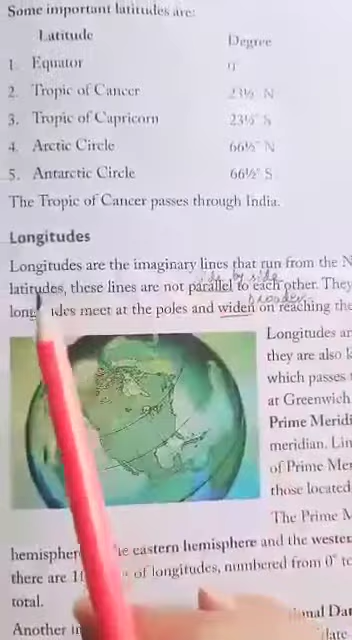 Some important latitudes are:
Latitude Degree
1. Equator 0°
2. Tropic of Cancer 23½° N
3. Tropic of Capricorn 23½° S
4. Arctic Circle 66½° N
5. Antarctic Circle 66½° S
The Tropic of Cancer passes through India.
Longitudes
Longitudes are the imaginary lines that run from the N
side by side
latitudes, these lines are not parallel to each other. They
broader
meet at the poles and widen on reaching the
Longitudes
they are also
which passes
at Greenwich
Prime Meridi
meridian. Lin
of Prime Mer
those located
The Prime M
eastern hemisphere and the wester
there are of longitudes, numbered from 0° to
total.
Another